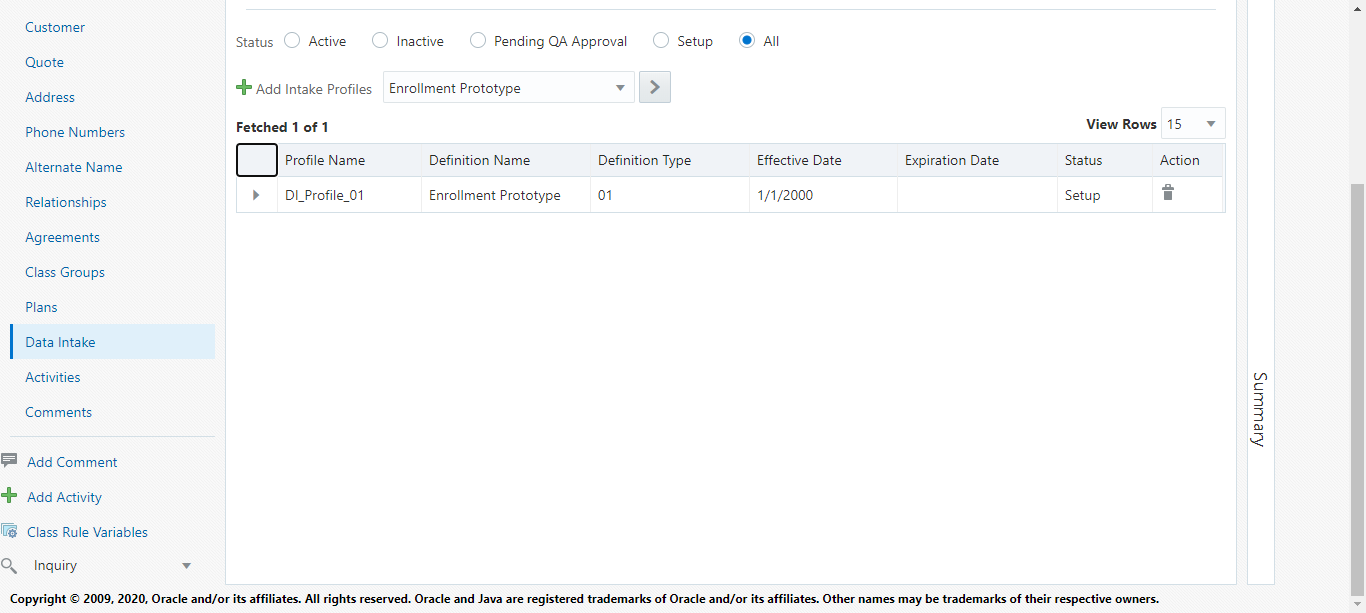 Customer
Quote
Address
Phone Numbers
Alternate Name
Relationships
Agreements
Class Groups
Plans
Data Intake
Activities
Comments
Add Comment
Add Activity
Class Rule Variables
Inquiry
Status Active Inactive Pending QA Approval Setup All
Add Intake Profiles Enrollment Prototype
Fetched 1 of 1 View Rows 15
Profile Name Definition Name Definition Type Effective Date Expiration Date Status Action
DI_Profile_01 Enrollment Prototype 01 1/1/2000 Setup
Summary
Copyright © 2009, 2020, Oracle and/or its affiliates. All rights reserved. Oracle and Java are registered trademarks of Oracle and/or its affiliates. Other names may be trademarks of their respective owners.